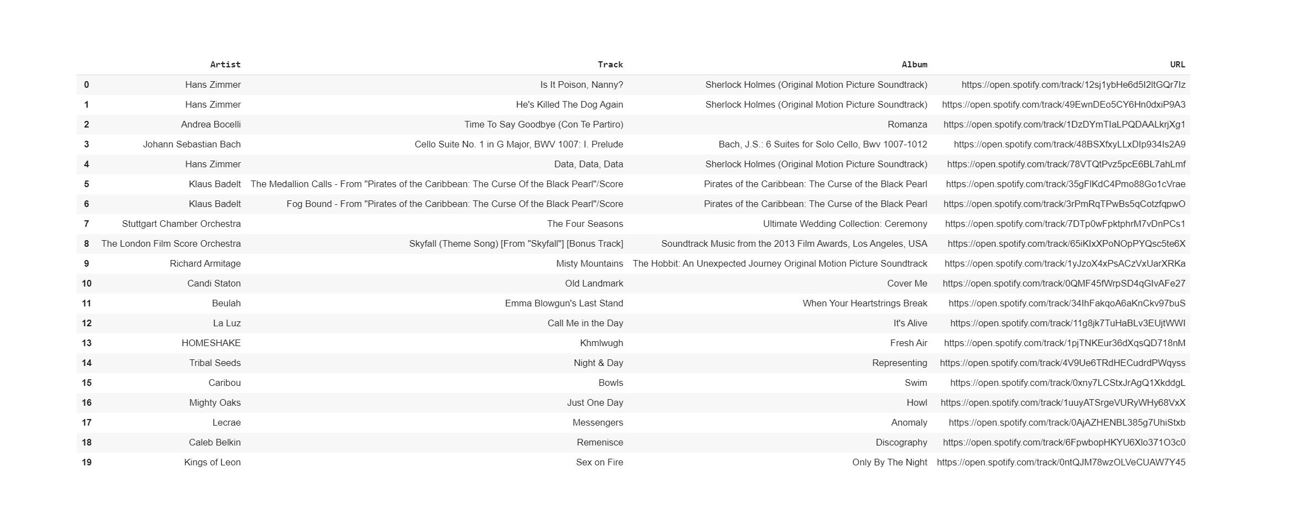 Artist Track Album URL
0 Hans Zimmer Is It Poison, Nanny? Sherlock Holmes (Original Motion Picture Soundtrack) https://open.spotify.com/track/12sj1ybHe6d5I2ltGQr7Iz
1 Hans Zimmer He's Killed The Dog Again Sherlock Holmes (Original Motion Picture Soundtrack) https://open.spotify.com/track/49EwnDEo5CY6Hn0dxiP9A3
2 Andrea Bocelli Time To Say Goodbye (Con Te Partiro) Romanza https://open.spotify.com/track/1DzDYmTIaLPQDAALkrjXg1
3 Johann Sebastian Bach Cello Suite No. 1 in G Major, BWV 1007: I. Prelude Bach, J.S.: 6 Suites for Solo Cello, Bwv 1007-1012 https://open.spotify.com/track/48BSXfxyLLxDIp934Is2A9
4 Hans Zimmer Data, Data, Data Sherlock Holmes (Original Motion Picture Soundtrack) https://open.spotify.com/track/78VTQtPvz5pcE6BL7ahLmf
5 Klaus Badelt The Medallion Calls - From "Pirates of the Caribbean: The Curse Of the Black Pearl"/Score Pirates of the Caribbean: The Curse of the Black Pearl https://open.spotify.com/track/35gFIKdC4Pmo88Go1cVrae
6 Klaus Badelt Fog Bound - From "Pirates of the Caribbean: The Curse Of the Black Pearl"/Score Pirates of the Caribbean: The Curse of the Black Pearl https://open.spotify.com/track/3rPmRqTPwBs5qCotzfqpwO
7 Stuttgart Chamber Orchestra The Four Seasons Ultimate Wedding Collection: Ceremony https://open.spotify.com/track/7DTp0wFpktphrM7vDnPCs1
8 The London Film Score Orchestra Skyfall (Theme Song) [From "Skyfall"] [Bonus Track] Soundtrack Music from the 2013 Film Awards, Los Angeles, USA https://open.spotify.com/track/65iKIxXPoNOpPYQsc5te6X
9 Richard Armitage Misty Mountains The Hobbit: An Unexpected Journey Original Motion Picture Soundtrack https://open.spotify.com/track/1yJzoX4xPsACzVxUarXRKa
10 Candi Staton Old Landmark Cover Me https://open.spotify.com/track/0QMF45fWrpSD4qGIvAFe27
11 Beulah Emma Blowgun's Last Stand When Your Heartstrings Break https://open.spotify.com/track/34IhFakqoA6aKnCkv97buS
12 La Luz Call Me in the Day It's Alive https://open.spotify.com/track/11g8jk7TuHaBLv3EUjtWWI
13 HOMESHAKE Khmlwugh Fresh Air https://open.spotify.com/track/1pjTNKEur36dXqsQD718nM
14 Tribal Seeds Night & Day Representing https://open.spotify.com/track/4V9Ue6TRdHECudrdPWqyss
15 Caribou Bowls Swim https://open.spotify.com/track/0xny7LCStxJrAgQ1XkddgL
16 Mighty Oaks Just One Day Howl https://open.spotify.com/track/1uuyATSrgeVURyWHy68VxX
17 Lecrae Messengers Anomaly https://open.spotify.com/track/0AjAZHENBL385g7UhiStxb
18 Caleb Belkin Remenisce Discography https://open.spotify.com/track/6FpwbopHKYU6Xlo371O3c0
19 Kings of Leon Sex on Fire Only By The Night https://open.spotify.com/track/0ntQJM78wzOLVeCUAW7Y45